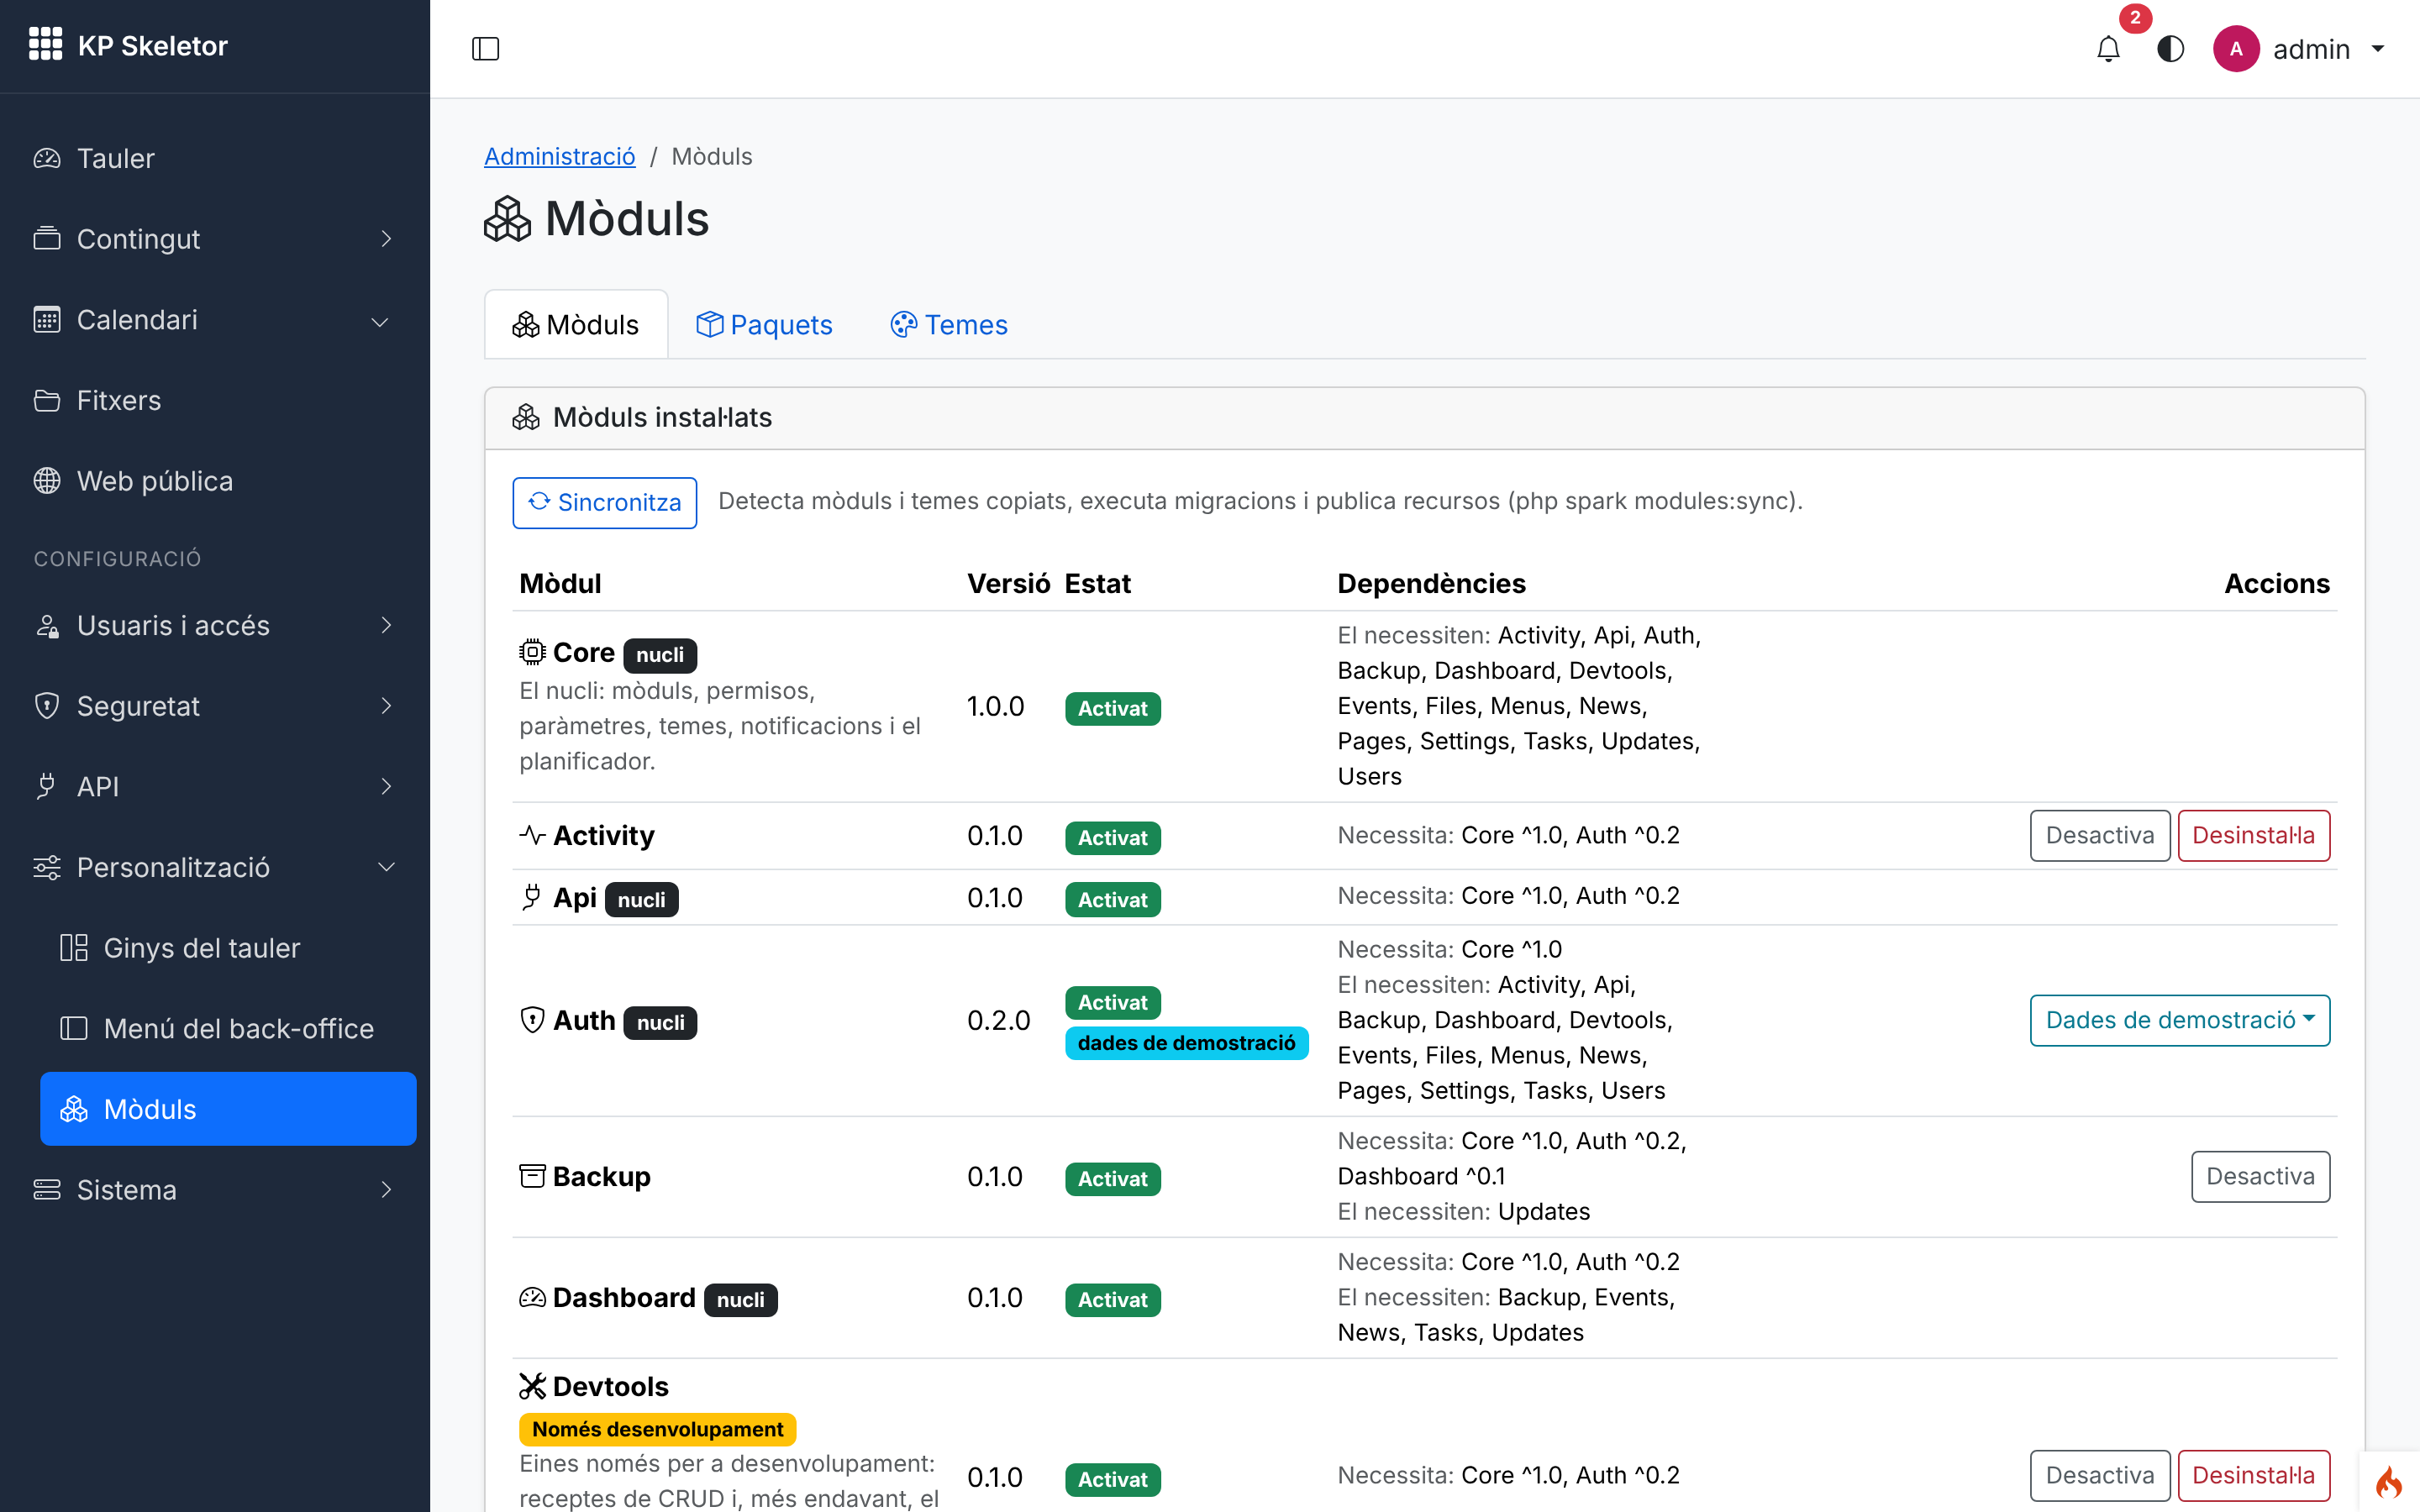 KP Skeletor
2
A
admin
Tauler
Contingut
Calendari
Fitxers
Web pública
CONFIGURACIÓ
Usuaris i accés
Seguretat
API
Personalització
Ginys del tauler
Menú del back-office
Mòduls
Sistema
Administració / Mòduls
Mòduls
Mòduls Paquets Temes
Mòduls instal·lats
Sincronitza Detecta mòduls i temes copiats, executa migracions i publica recursos (php spark modules:sync).
Mòdul Versió Estat Dependències Accions
Core nucli
El nucli: mòduls, permisos,
paràmetres, temes, notificacions i el
planificador.
1.0.0
Activat
El necessiten: Activity, Api, Auth,
Backup, Dashboard, Devtools,
Events, Files, Menus, News,
Pages, Settings, Tasks, Updates,
Users
Activity 0.1.0 Activat Necessita: Core ^1.0, Auth ^0.2 Desactiva Desinstal·la
Api nucli 0.1.0 Activat Necessita: Core ^1.0, Auth ^0.2
Auth nucli
0.2.0
Activat
dades de demostració
Necessita: Core ^1.0
El necessiten: Activity, Api,
Backup, Dashboard, Devtools,
Events, Files, Menus, News,
Pages, Settings, Tasks, Users
Dades de demostració
Backup
0.1.0
Activat
Necessita: Core ^1.0, Auth ^0.2,
Dashboard ^0.1
El necessiten: Updates
Desactiva
Dashboard nucli
0.1.0
Activat
Necessita: Core ^1.0, Auth ^0.2
El necessiten: Backup, Events,
News, Tasks, Updates
Devtools
Només desenvolupament
Eines només per a desenvolupament:
receptes de CRUD i, més endavant, el
0.1.0
Activat
Necessita: Core ^1.0, Auth ^0.2
Desactiva Desinstal·la